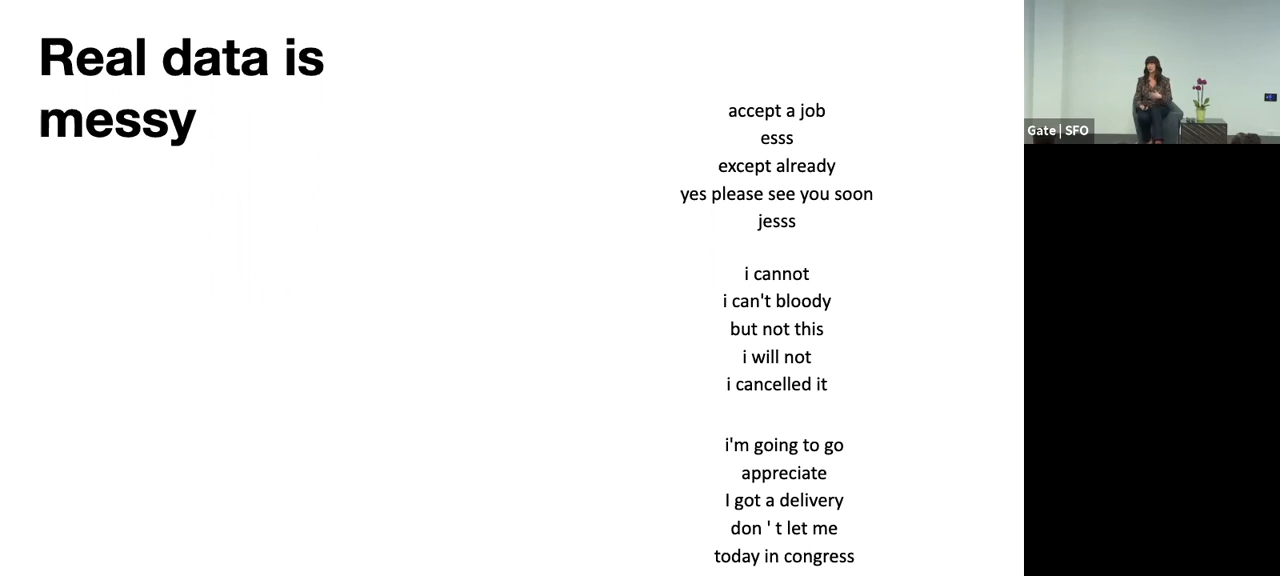 Real data is
messy
accept a job
esss
except already
yes please see you soon
jesss
i cannot
i can't bloody
but not this
i will not
i cancelled it
i'm going to go
appreciate
I got a delivery
don ' t let me
today in congress
Gate | SFO